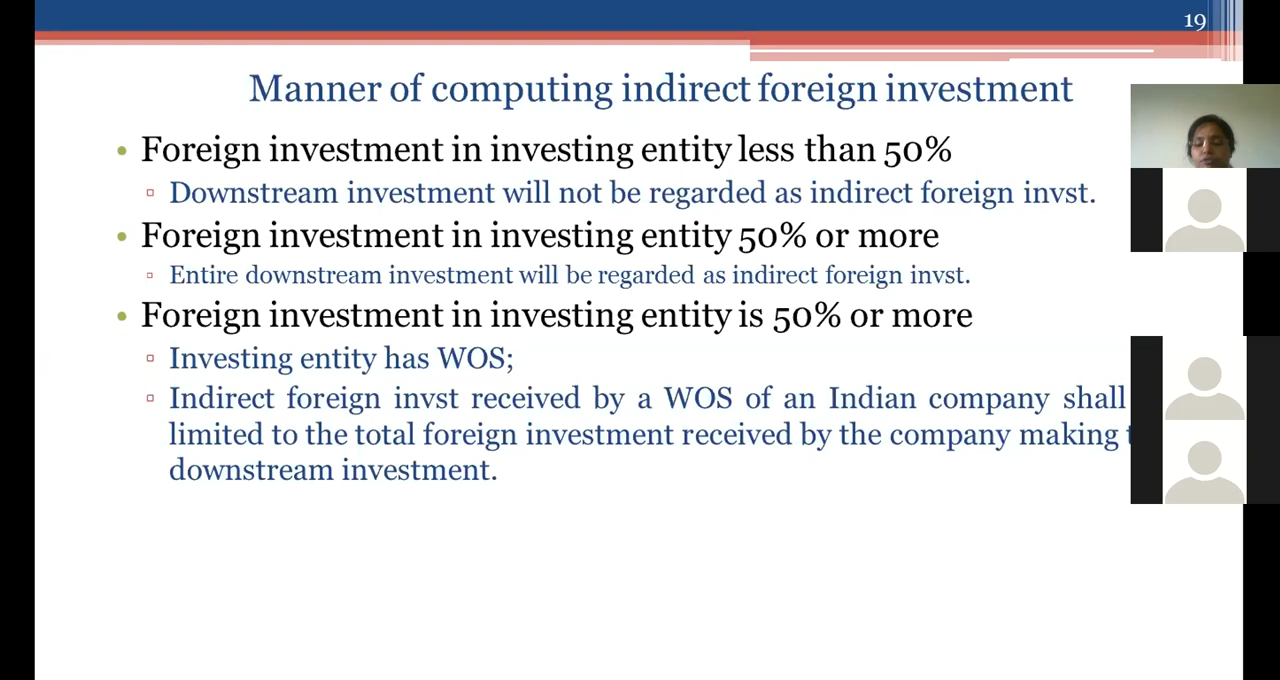 19
Manner of computing indirect foreign investment
• Foreign investment in investing entity less than 50%
▫ Downstream investment will not be regarded as indirect foreign invst.
• Foreign investment in investing entity 50% or more
▫ Entire downstream investment will be regarded as indirect foreign invst.
• Foreign investment in investing entity is 50% or more
▫ Investing entity has WOS;
▫ Indirect foreign invst received by a WOS of an Indian company shall
limited to the total foreign investment received by the company making
downstream investment.